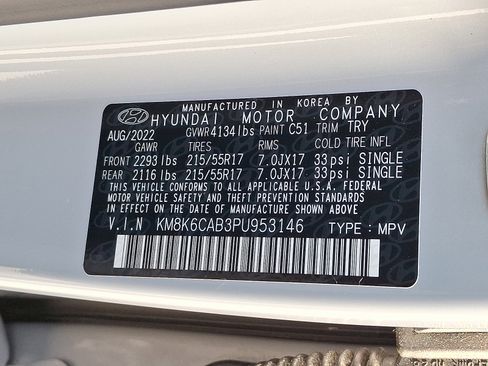 MANUFACTURED IN KOREA BY
HYUNDAI MOTOR COMPANY
AUG/2022 GVWR 4134 lbs PAINT C51 TRIM TRY
GAWR TIRES RIMS COLD TIRE INFL
FRONT 2293 lbs 215/55R17 7.0JX17 33psi SINGLE
REAR 2116 lbs 215/55R17 7.0JX17 33psi SINGLE
THIS VEHICLE CONFORMS TO ALL APPLICABLE U.S.A. FEDERAL
MOTOR VEHICLE SAFETY AND THEFT PREVENTION STANDARDS
IN EFFECT ON THE DATE OF MANUFACTURE SHOWN ABOVE.
V.I.N KM8K6CAB3PU953146 TYPE : MPV